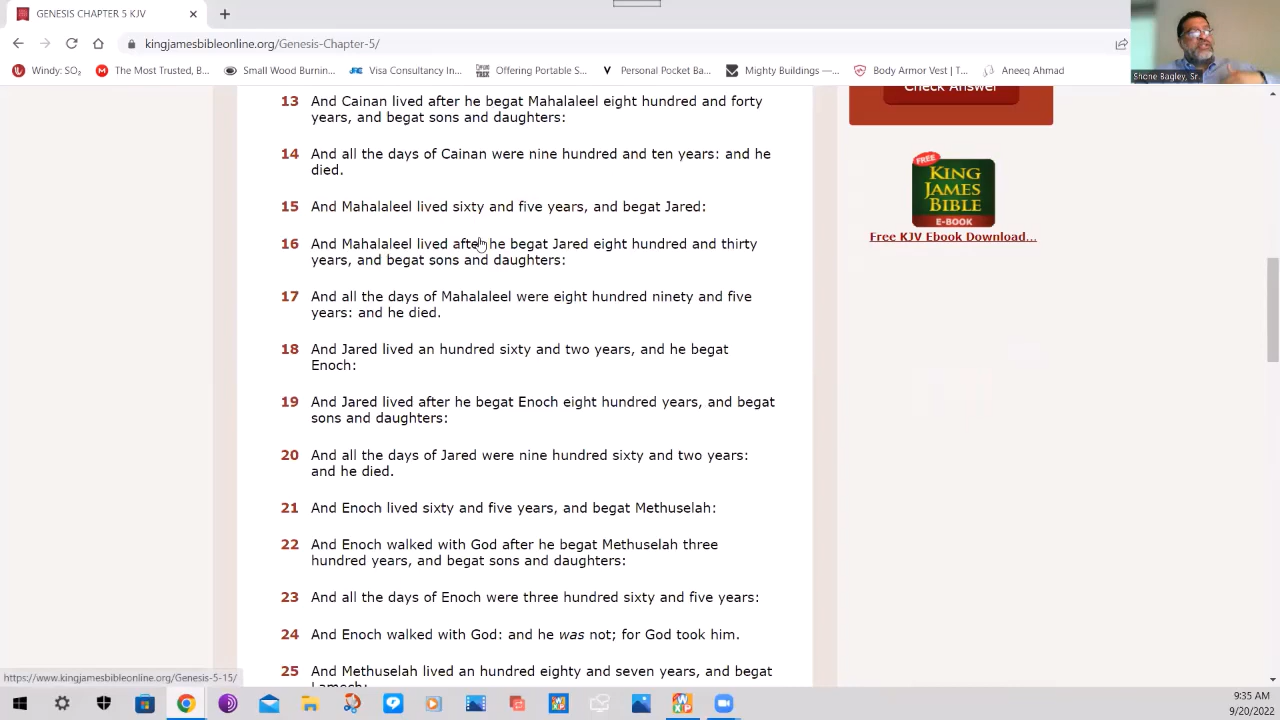 GENESIS CHAPTER 5 KJV
kingjamesbibleonline.org/Genesis-Chapter-5/
Windy: SO₂
The Most Trusted, B...
Small Wood Burnin...
Visa Consultancy In...
Offering Portable S...
Personal Pocket Ba...
Mighty Buildings —...
Body Armor Vest | T...
Aneeq Ahmad
Shone Bagley, Sr.
13 And Cainan lived after he begat Mahalaleel eight hundred and forty
years, and begat sons and daughters:
14 And all the days of Cainan were nine hundred and ten years: and he
died.
15 And Mahalaleel lived sixty and five years, and begat Jared:
16 And Mahalaleel lived after he begat Jared eight hundred and thirty
years, and begat sons and daughters:
17 And all the days of Mahalaleel were eight hundred ninety and five
years: and he died.
18 And Jared lived an hundred sixty and two years, and he begat
Enoch:
19 And Jared lived after he begat Enoch eight hundred years, and begat
sons and daughters:
20 And all the days of Jared were nine hundred sixty and two years:
and he died.
21 And Enoch lived sixty and five years, and begat Methuselah:
22 And Enoch walked with God after he begat Methuselah three
hundred years, and begat sons and daughters:
23 And all the days of Enoch were three hundred sixty and five years:
24 And Enoch walked with God: and he was not; for God took him.
25 And Methuselah lived an hundred eighty and seven years, and begat
Lamech:
Check Answer
FREE
KING
JAMES
BIBLE
E-BOOK
Free KJV Ebook Download...
https://www.kingjamesbibleonline.org/Genesis-5-15/
9:35 AM
9/20/2022